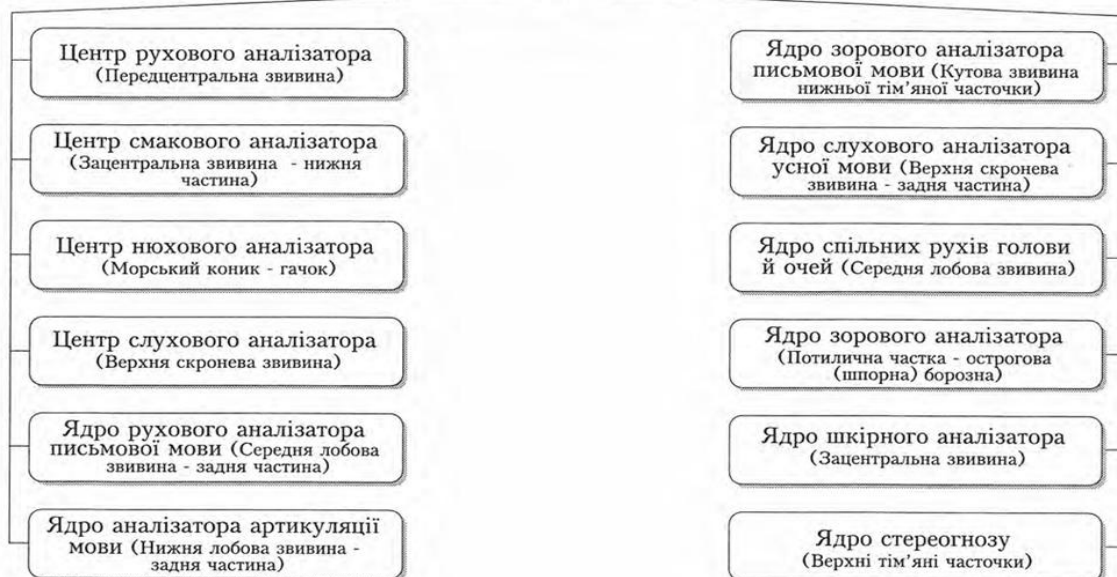 Центр рухового аналізатора
(Передцентральна звивина)
Центр смакового аналізатора
(Зацентральна звивина - нижня
частина)
Центр нюхового аналізатора
(Морський коник - гачок)
Центр слухового аналізатора
(Верхня скронева звивина)
Ядро рухового аналізатора
письмової мови (Середня лобова
звивина - задня частина)
Ядро аналізатора артикуляції
мови (Нижня лобова звивина -
задня частина)
Ядро зорового аналізатора
письмової мови (Кутова звивина
нижньої тім’яної часточки)
Ядро слухового аналізатора
усної мови (Верхня скронева
звивина - задня частина)
Ядро спільних рухів голови
й очей (Середня лобова звивина)
Ядро зорового аналізатора
(Потилична частка - острогова
(шпорна) борозна)
Ядро шкірного аналізатора
(Зацентральна звивина)
Ядро стереогнозу
(Верхні тім’яні часточки)